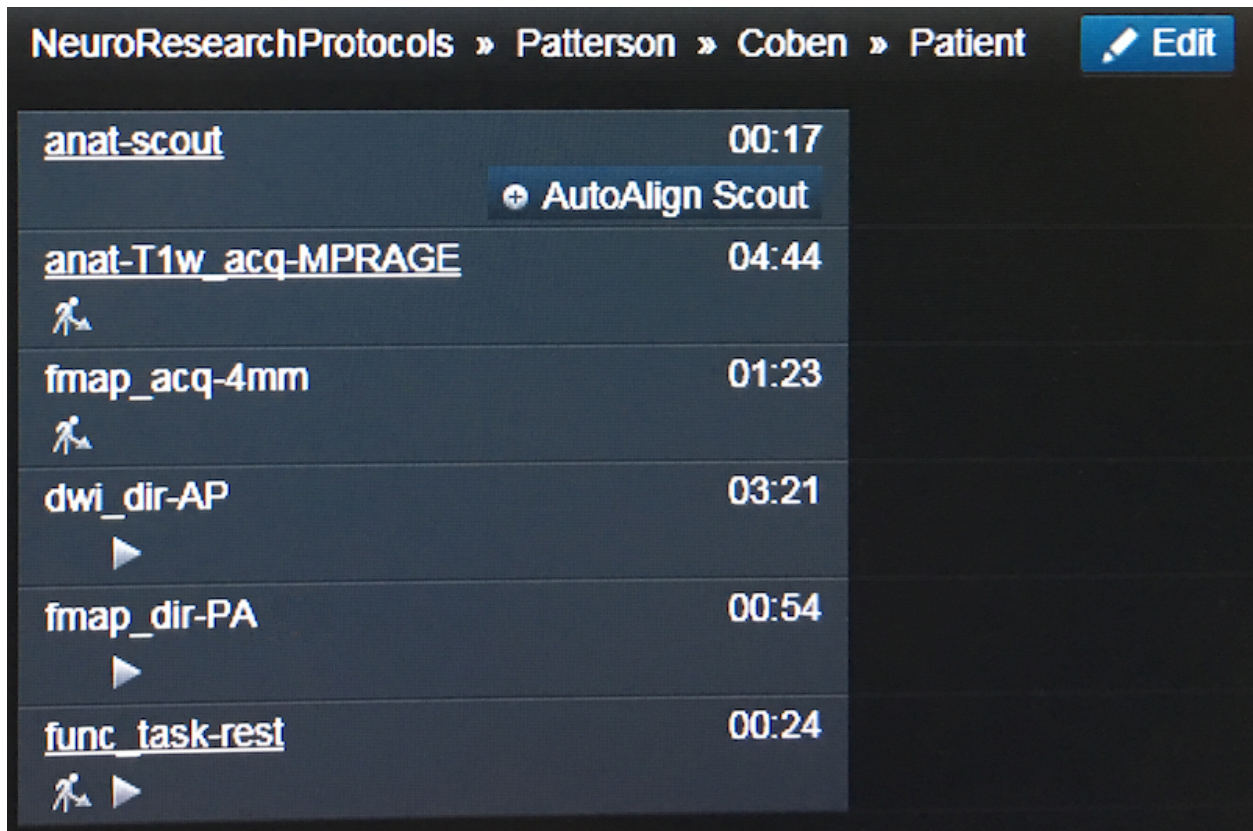 NeuroResearchProtocols » Patterson » Coben » Patient Edit
anat-scout 00:17
AutoAlign Scout
anat-T1w_acq-MPRAGE 04:44
fmap_acq-4mm 01:23
dwi_dir-AP 03:21
fmap_dir-PA 00:54
func_task-rest 00:24